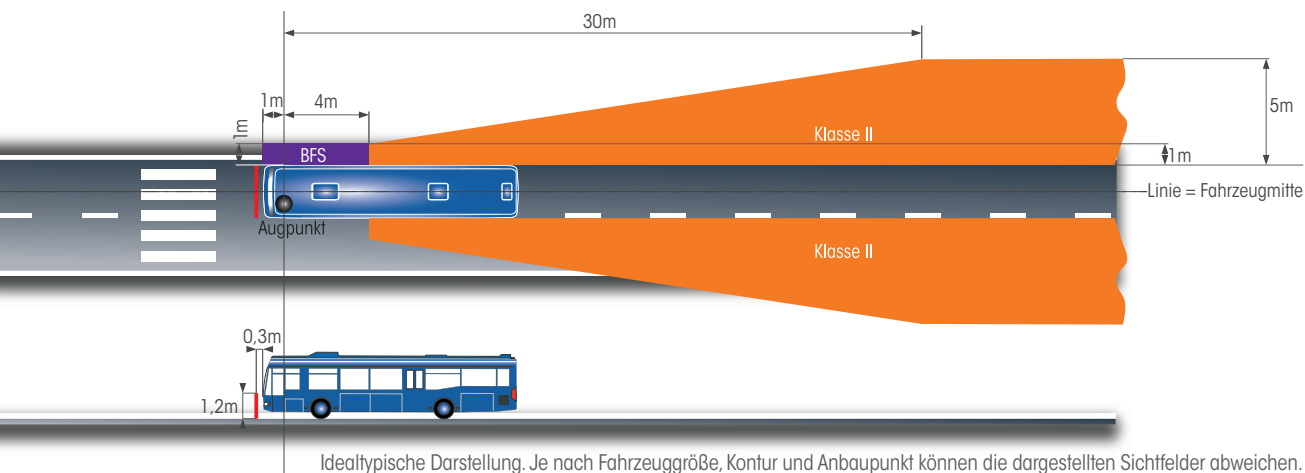 30m
1m
4m
5m
1m
Klasse II
BFS
1m
Linie = Fahrzeugmitte
Augpunkt
Klasse II
0,3m
1,2m
Idealtypische Darstellung. Je nach Fahrzeuggröße, Kontur und Anbaupunkt können die dargestellten Sichtfelder abweichen.